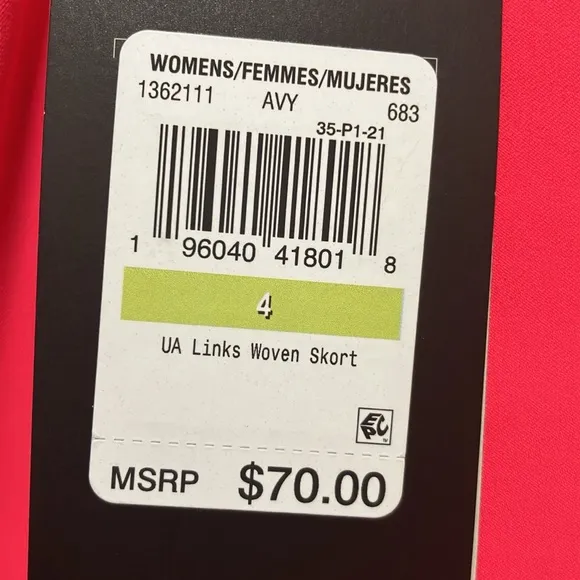 WOMENS/FEMMES/MUJERES
1362111 AVY 683
35-P1-21
1 96040 41801 8
4
UA Links Woven Skort
EPC
MSRP $70.00